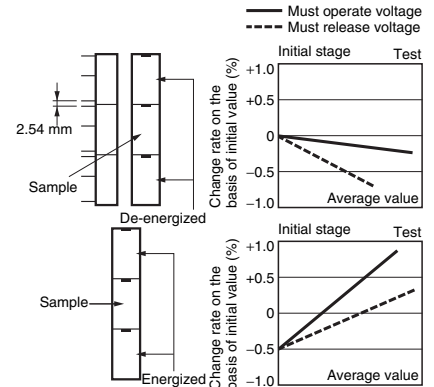 Must operate voltage
Must release voltage
2.54 mm
Sample
De-energized
Change rate on the
basis of initial value (%)
Initial stage
Test
+1.0
+0.5
0
−0.5
−1.0
Average value
Sample
Energized
Change rate on the
basis of initial value (%)
Initial stage
Test
+1.0
+0.5
0
−0.5
−1.0
Average value